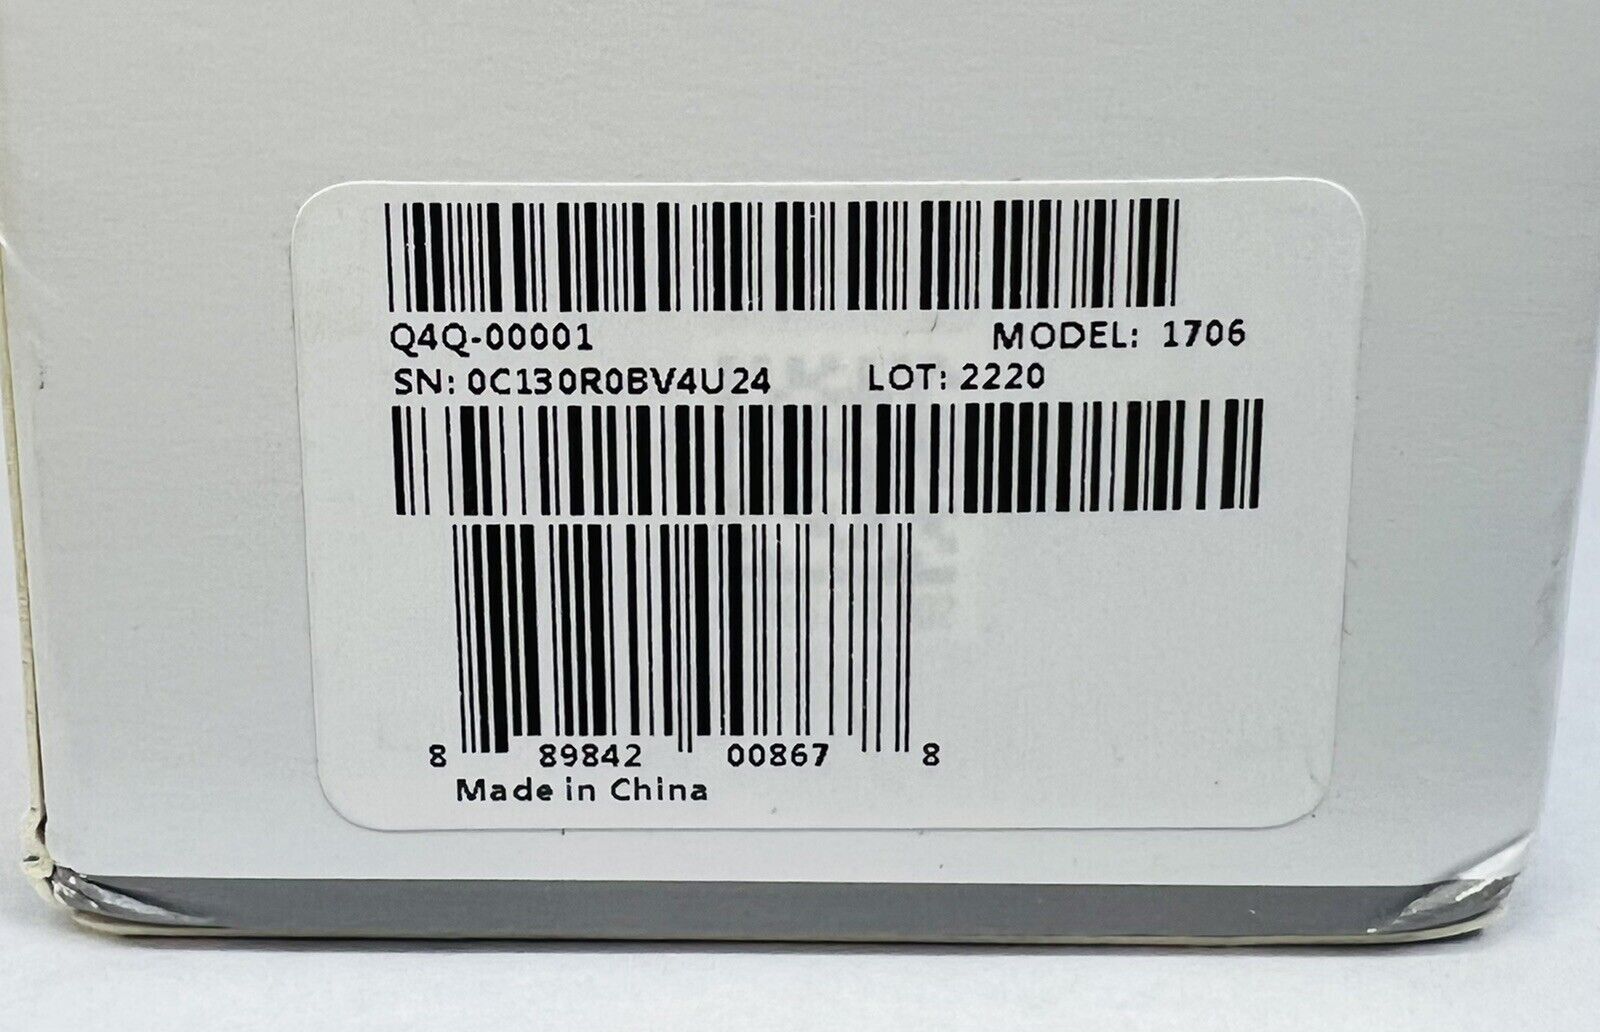 Q4Q-00001 MODEL: 1706
SN: 0C130R0BV4U24 LOT: 2220
8 89842 00867 8
Made in China